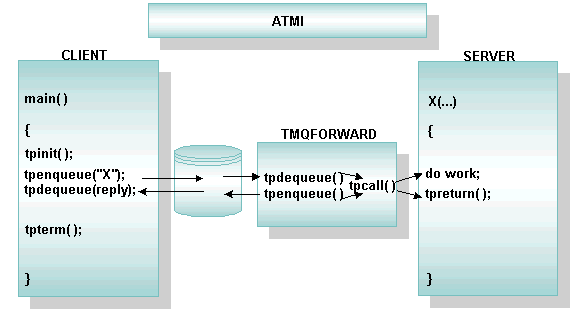 ATMI
CLIENT
main( )
{
tpinit( );
tpenqueue("X");
tpdequeue(reply);
tpterm( );
}
TMQFORWARD
tpdequeue( )
tpenqueue( )
tpcall( )
SERVER
X(...)
{
do work;
tpreturn( );
}